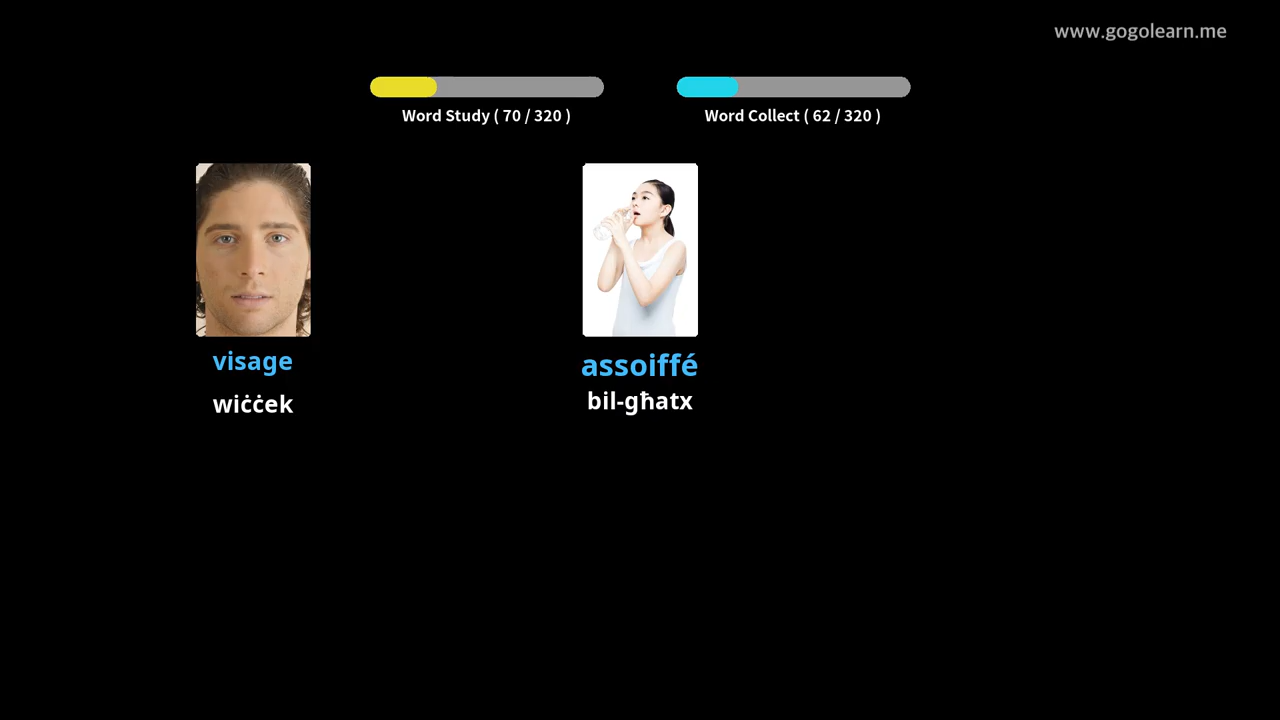 www.gogolearn.me
Word Study ( 70 / 320 )
Word Collect ( 62 / 320 )
visage
wiċċek
assoiffé
bil-għatx